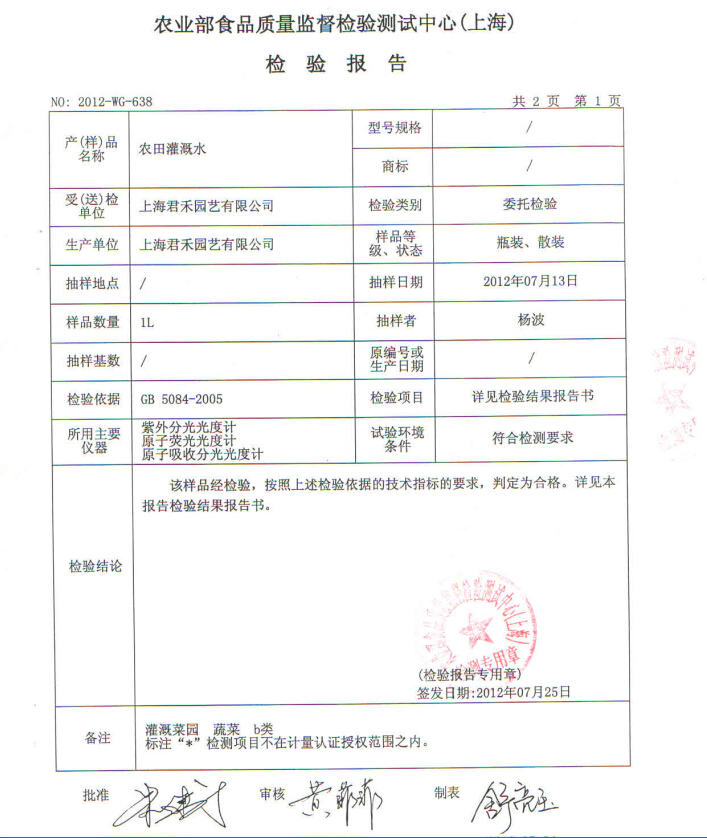 农业部食品质量监督检验测试中心(上海)
检 验 报 告
NO: 2012-WG-638 共 2 页 第 1 页
产(样)品名称 农田灌溉水 型号规格 /
商标 /
受(送)检单位 上海君禾园艺有限公司 检验类别 委托检验
生产单位 上海君禾园艺有限公司 样品等级、状态 瓶装、散装
抽样地点 / 抽样日期 2012年07月13日
样品数量 1L 抽样者 杨波
抽样基数 / 原编号或生产日期 /
检验依据 GB 5084-2005 检验项目 详见检验结果报告书
所用主要仪器 紫外分光光度计
原子荧光光度计
原子吸收分光光度计
试验环境条件 符合检测要求
检验结论
该样品经检验，按照上述检验依据的技术指标的要求，判定为合格。详见本
报告检验结果报告书。
(检验报告专用章)
签发日期:2012年07月25日
备注
灌溉菜园 蔬菜 b类
标注“*”检测项目不在计量认证授权范围之内。
批准 审核 制表 舒亮玉